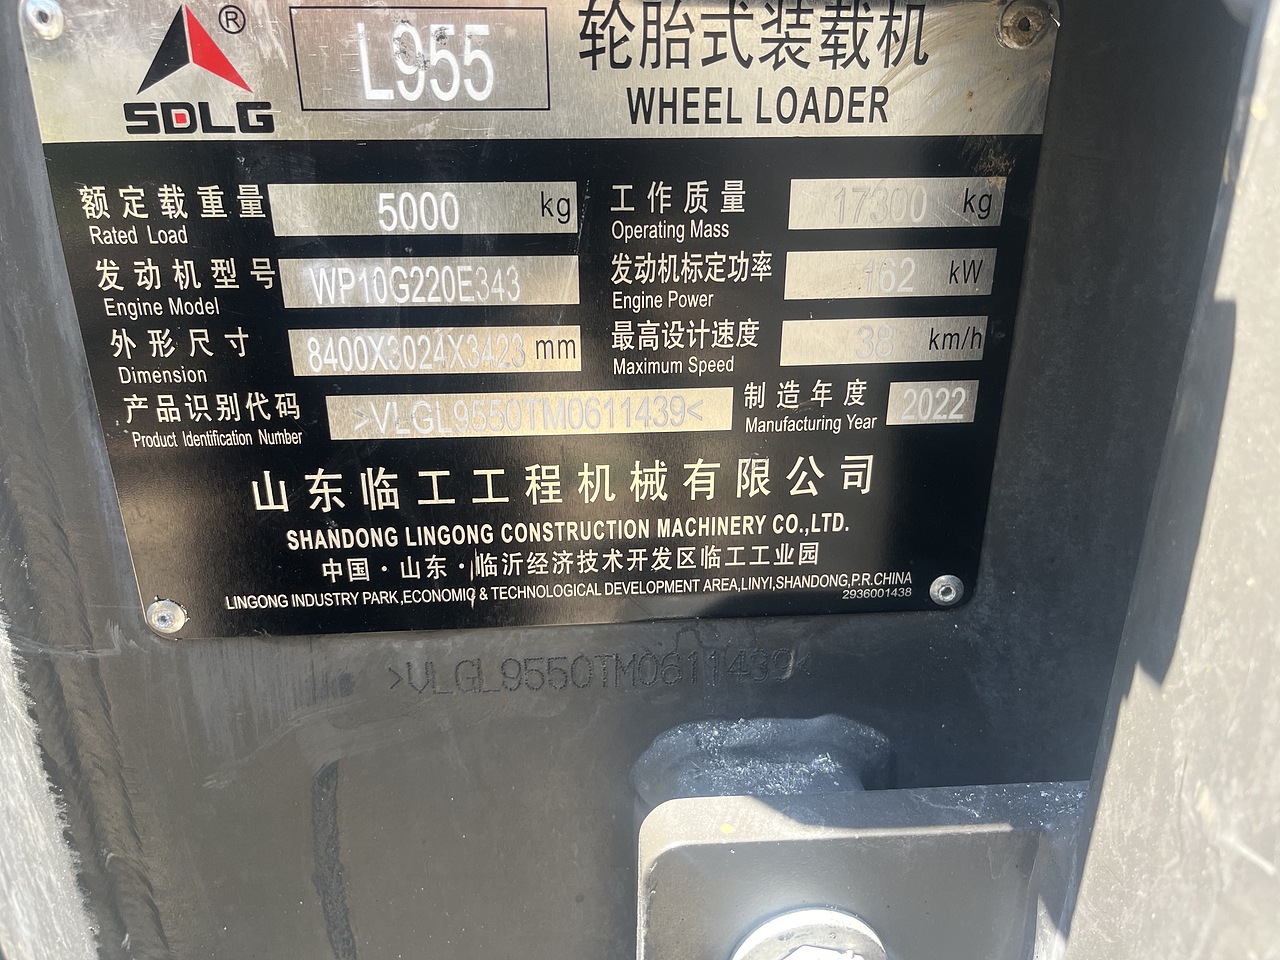 ®
SDLG
L955
轮胎式装载机
WHEEL LOADER
额定载重量 5000 kg
Rated Load
工作质量 17300 kg
Operating Mass
发动机型号 WP10G220E343
Engine Model
发动机标定功率 162 kW
Engine Power
外形尺寸 8400X3024X3423 mm
Dimension
最高设计速度 38 km/h
Maximum Speed
产品识别代码 >VLGL9550TM0611439<
Product Identification Number
制造年度 2022
Manufacturing Year
山东临工工程机械有限公司
SHANDONG LINGONG CONSTRUCTION MACHINERY CO.,LTD.
中国·山东·临沂经济技术开发区临工工业园
LINGONG INDUSTRY PARK,ECONOMIC & TECHNOLOGICAL DEVELOPMENT AREA,LINYI,SHANDONG,P.R.CHINA
2936001438
>VLGL9550TM0611439<